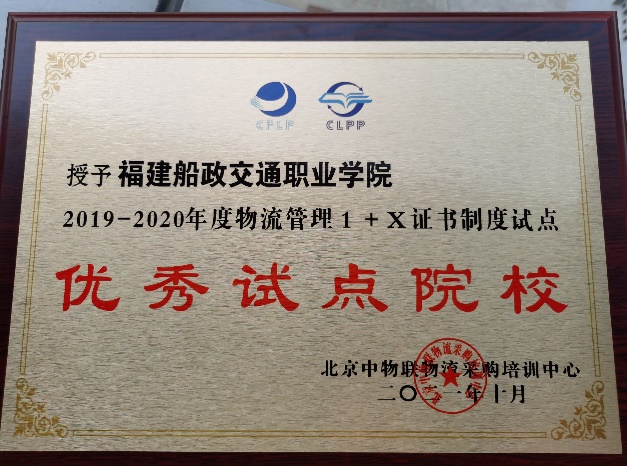 CFLP CLPP
授予 福建船政交通职业学院
2019-2020年度物流管理1 + X证书制度试点
优秀试点院校
北京中物联物流采购培训中心
二〇二一年十月